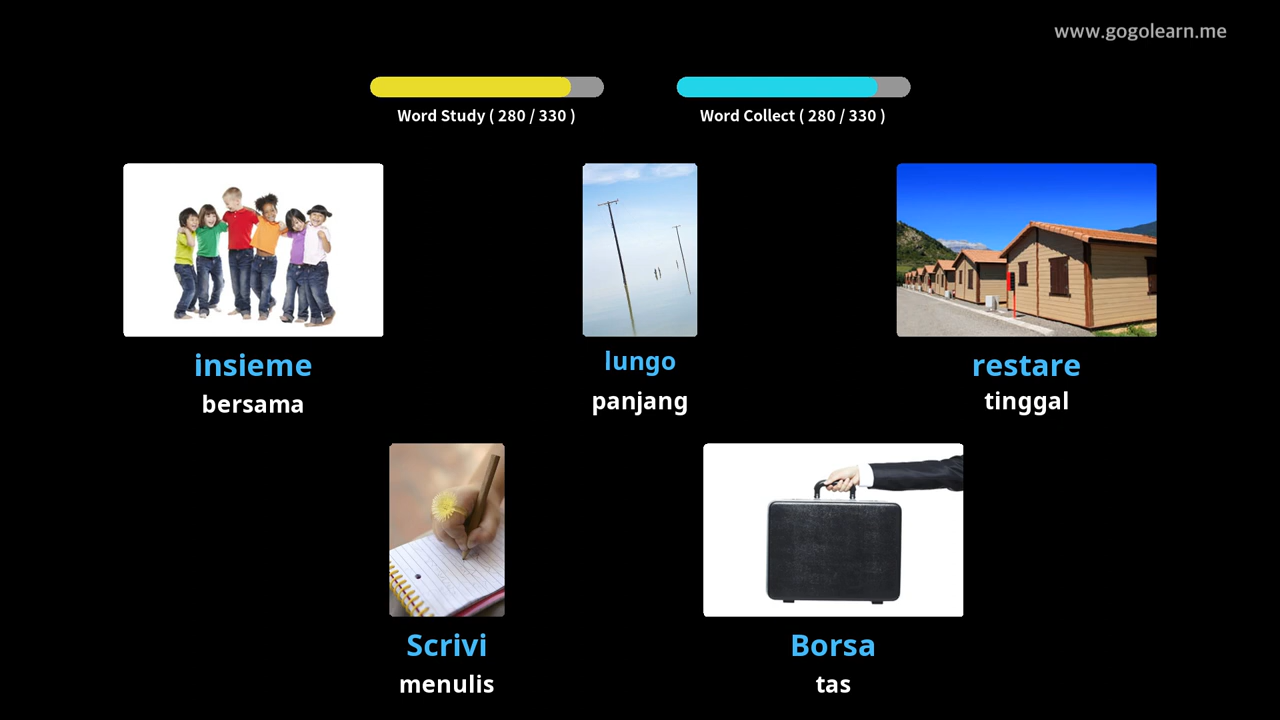 www.gogolearn.me
Word Study ( 280 / 330 )
Word Collect ( 280 / 330 )
insieme
bersama
lungo
panjang
restare
tinggal
Scrivi
menulis
Borsa
tas